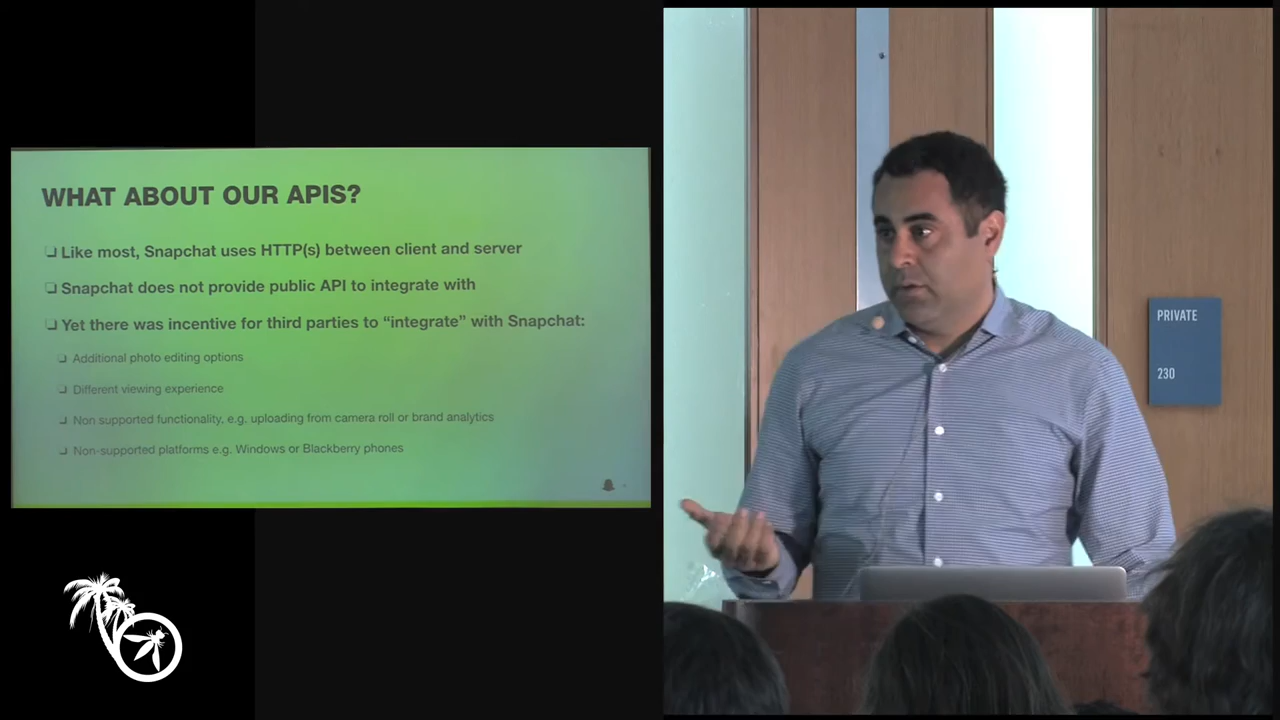 WHAT ABOUT OUR APIS?
Like most, Snapchat uses HTTP(s) between client and server
Snapchat does not provide public API to integrate with
Yet there was incentive for third parties to “integrate” with Snapchat:
Additional photo editing options
Different viewing experience
Non supported functionality, e.g. uploading from camera roll or brand analytics
Non-supported platforms e.g. Windows or Blackberry phones
PRIVATE
230